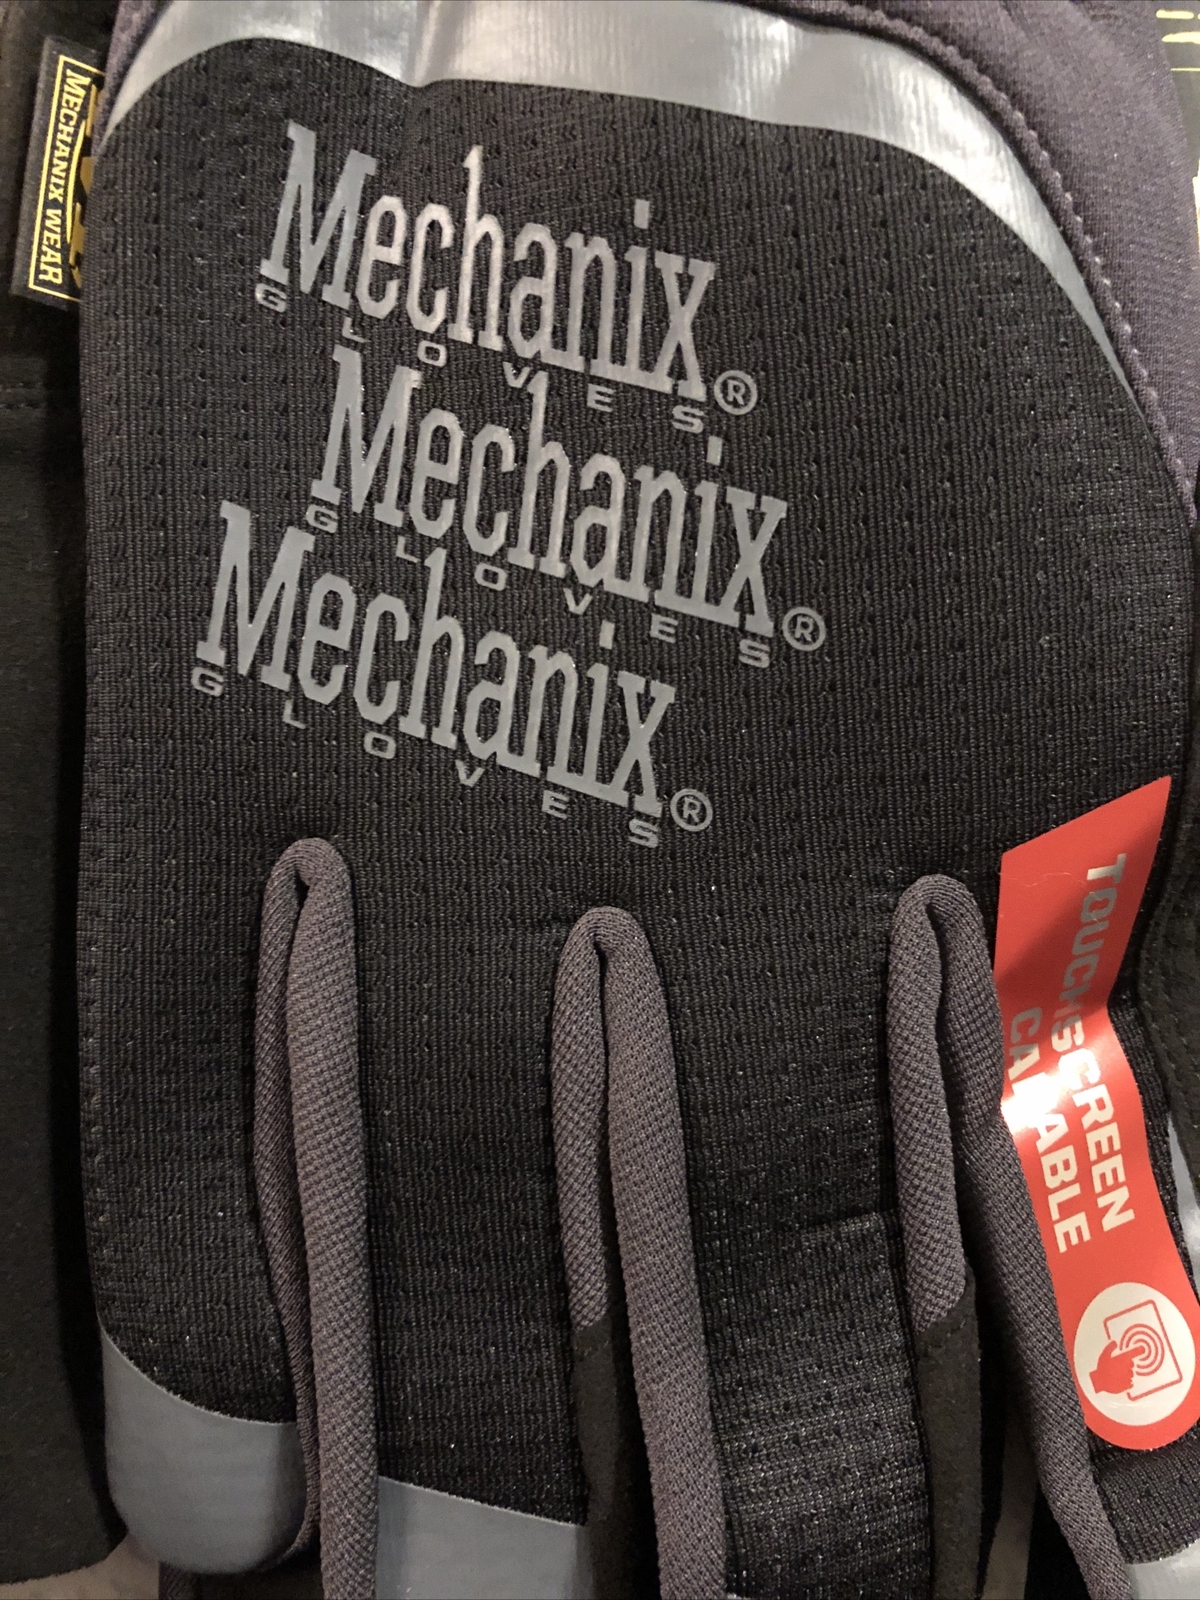 MECHANIX WEAR
Mechanix®
GLOVES
Mechanix®
GLOVES
Mechanix®
GLOVES
TOUCHSCREEN
CAPABLE